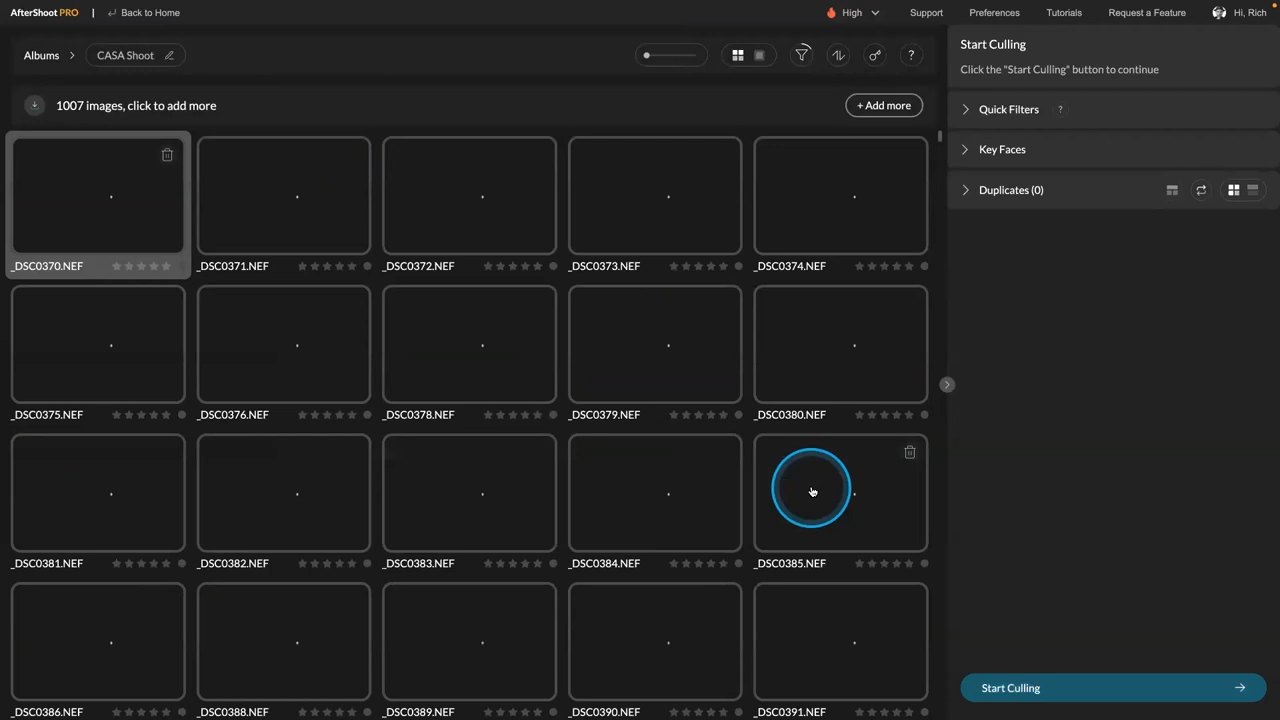 AfterShoot PRO | Back to Home High Support Preferences Tutorials Request a Feature Hi, Rich
Albums > CASA Shoot ?
1007 images, click to add more + Add more
_DSC0370.NEF _DSC0371.NEF _DSC0372.NEF _DSC0373.NEF _DSC0374.NEF
_DSC0375.NEF _DSC0376.NEF _DSC0378.NEF _DSC0379.NEF _DSC0380.NEF
_DSC0381.NEF _DSC0382.NEF _DSC0383.NEF _DSC0384.NEF _DSC0385.NEF
_DSC0386.NEF _DSC0388.NEF _DSC0389.NEF _DSC0390.NEF _DSC0391.NEF
Start Culling
Click the "Start Culling" button to continue
Quick Filters ?
Key Faces
Duplicates (0)
Start Culling